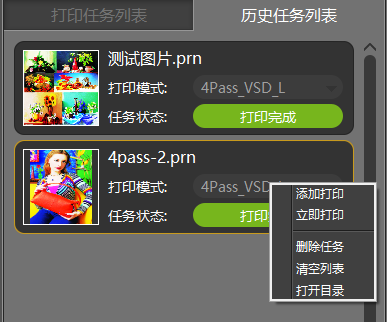 打印任务列表 历史任务列表
测试图片.prn
打印模式: 4Pass_VSD_L
任务状态: 打印完成
4pass-2.prn
打印模式: 4Pass_VSD_
任务状态: 打印
添加打印
立即打印
删除任务
清空列表
打开目录